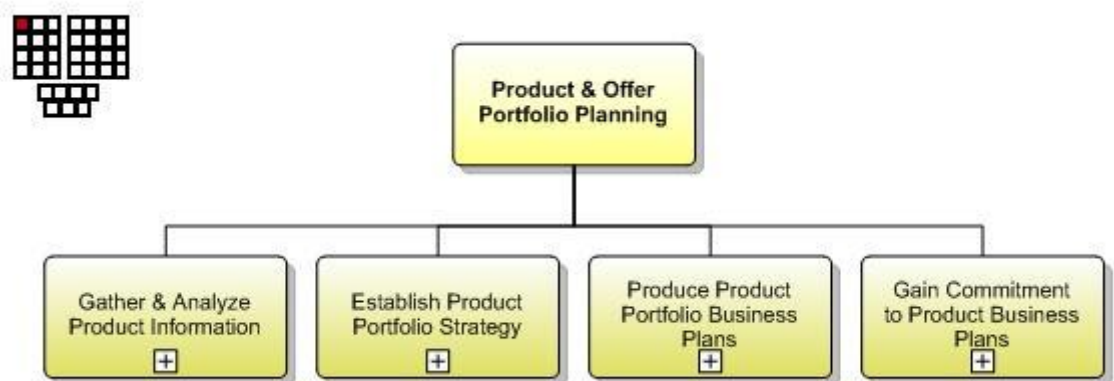 Product & Offer
Portfolio Planning
Gather & Analyze
Product Information
Establish Product
Portfolio Strategy
Produce Product
Portfolio Business
Plans
Gain Commitment
to Product Business
Plans